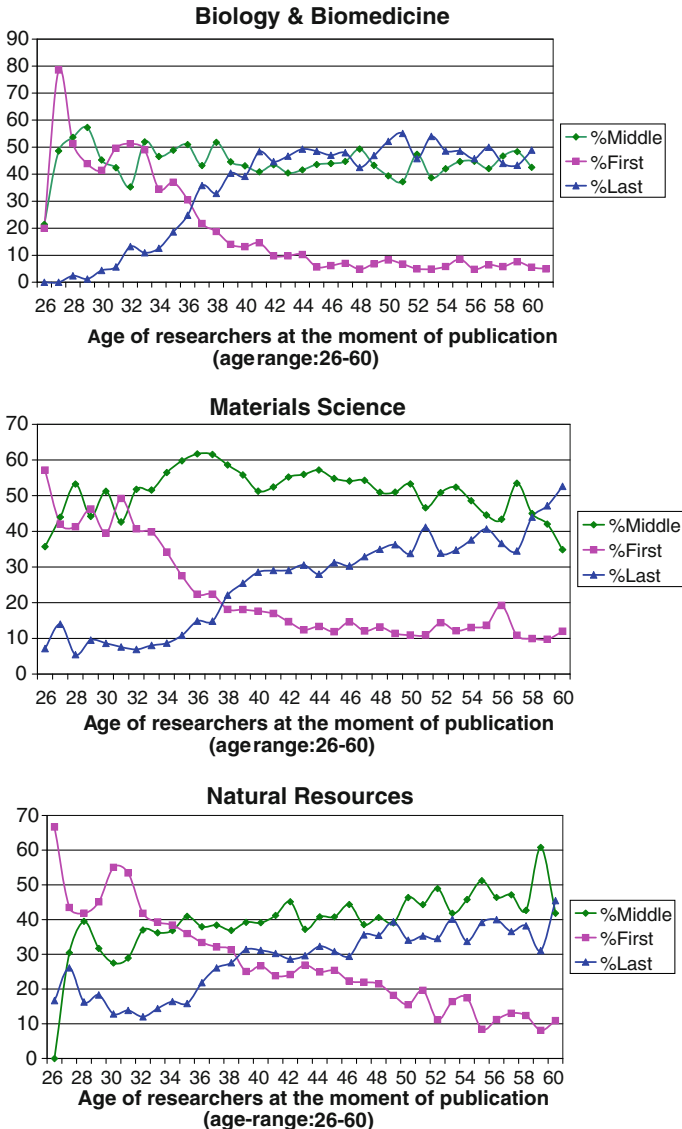 Biology & Biomedicine
90
80
70
60
50
40
30
20
10
0
%Middle
%First
%Last
26 28 30 32 34 36 38 40 42 44 46 48 50 52 54 56 58 60
Age of researchers at the moment of publication
(age range:26-60)
Materials Science
70
60
50
40
30
20
10
0
%Middle
%First
%Last
26 28 30 32 34 36 38 40 42 44 46 48 50 52 54 56 58 60
Age of researchers at the moment of publication
(age range:26-60)
Natural Resources
70
60
50
40
30
20
10
0
%Middle
%First
%Last
26 28 30 32 34 36 38 40 42 44 46 48 50 52 54 56 58 60
Age of researchers at the moment of publication
(age-range:26-60)